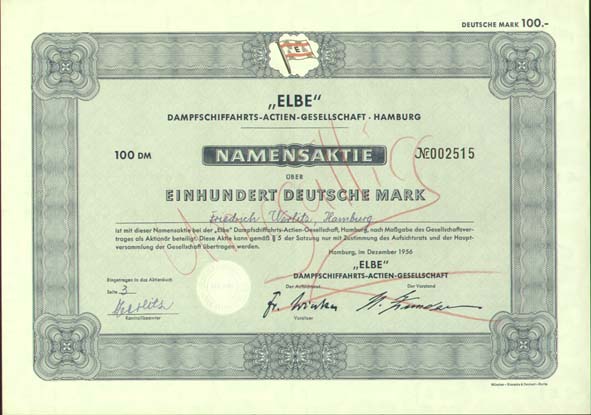 DEUTSCHE MARK 100.-
E
„ELBE"
DAMPFSCHIFFAHRTS-ACTIEN-GESELLSCHAFT · HAMBURG
100 DM NAMENSAKTIE No 002515
ÜBER
EINHUNDERT DEUTSCHE MARK
Friedrich Werlitz, Hamburg
ist mit dieser Namensaktie bei der „Elbe" Dampfschiffahrts-Actien-Gesellschaft, Hamburg, nach Maßgabe des Gesellschaftsver-
trages als Aktionär beteiligt. Diese Aktie kann gemäß § 5 der Satzung nur mit Zustimmung des Aufsichtsrats und der Haupt-
versammlung der Gesellschaft übertragen werden.
Hamburg, im Dezember 1956
„ELBE"
DAMPFSCHIFFAHRTS-ACTIEN-GESELLSCHAFT
Eingetragen in das Aktienbuch
Seite 3
Kontrollbeamter
Der Aufsichtsrat
Vorsitzer
Der Vorstand
Ungültig